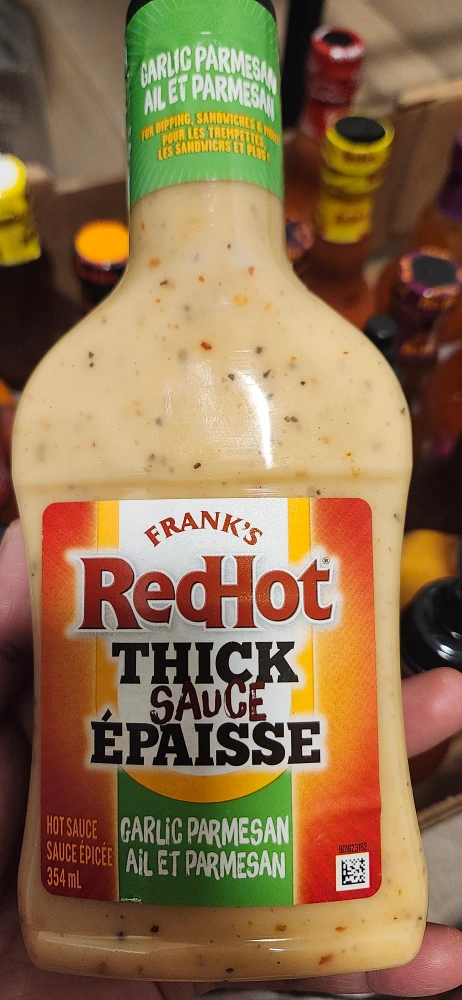 GARLIC PARMESAN
AIL ET PARMESAN
FOR DIPPING, SANDWICHES &
POUR LES TREMPETTES,
LES SANDWICHS ET PLUS!
FRANK'S
RedHot®
THICK
SAUCE
ÉPAISSE
HOT SAUCE
SAUCE ÉPICÉE
354 mL
GARLIC PARMESAN
AIL ET PARMESAN
901623182